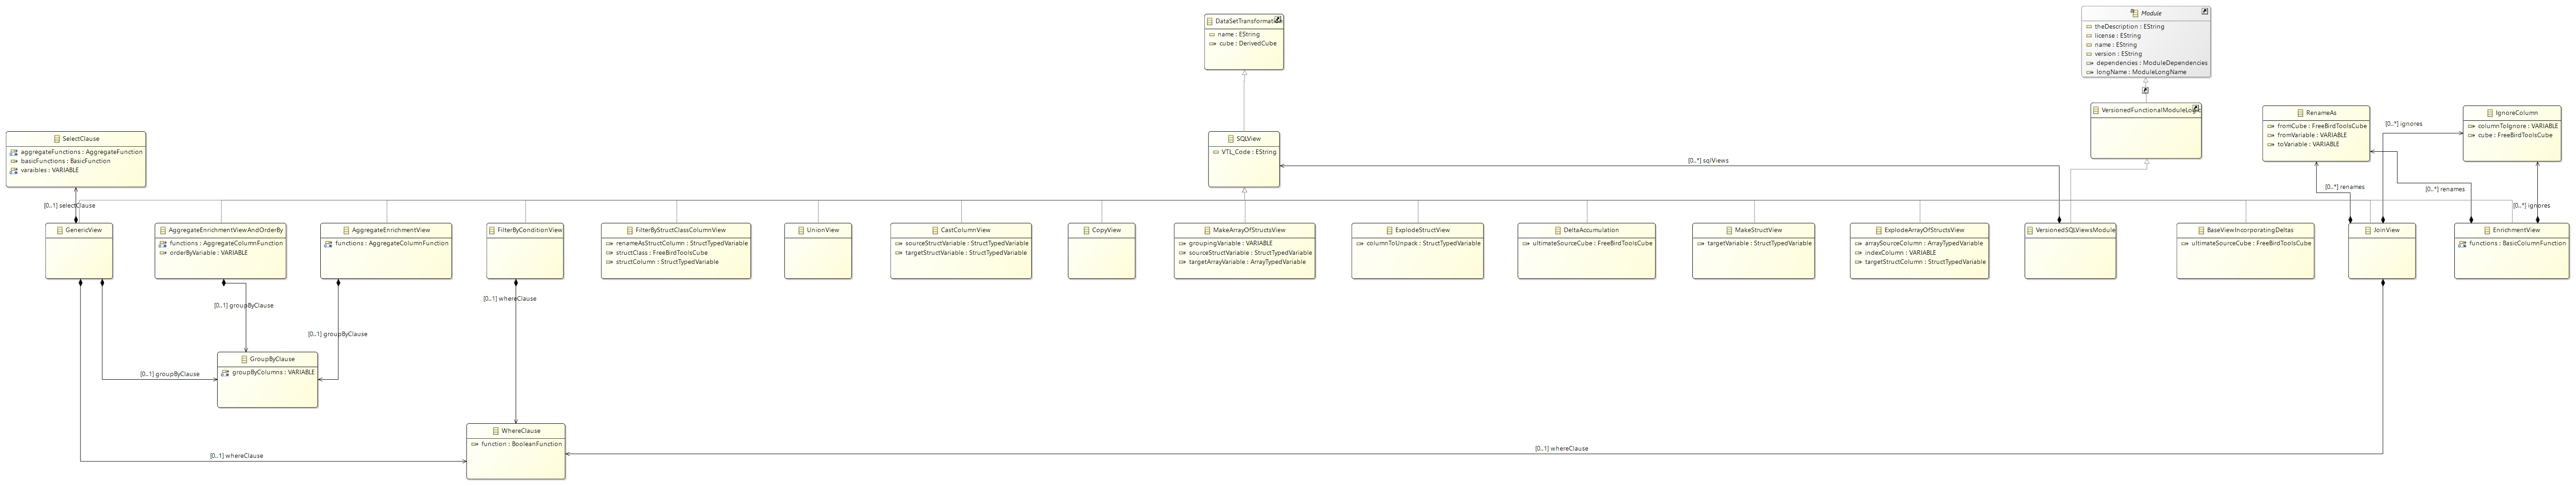 DataSetTransformation
name : EString
cube : DerivedCube
Module
theDescription : EString
license : EString
name : EString
version : EString
dependencies : ModuleDependencies
longName : ModuleLongName
SelectClause
aggregateFunctions : AggregateFunction
basicFunctions : BasicFunction
varaibles : VARIABLE
SQLView
VTL_Code : EString
RenameAs
fromCube : FreeBirdToolsCube
fromVariable : VARIABLE
toVariable : VARIABLE
[0..*] ignores
IgnoreColumn
columnToIgnore : VARIABLE
cube : FreeBirdToolsCube
[0..*] sqlViews
[0..*] renames
[0..*] renames
[0..1] selectClause
[0..*] ignores
GenericView
AggregateEnrichmentViewAndOrderBy
functions : AggregateColumnFunction
orderByVariable : VARIABLE
AggregateEnrichmentView
functions : AggregateColumnFunction
FilterByConditionView
FilterByStructClassColumnView
renameAsStructColumn : StructTypedVariable
structClass : FreeBirdToolsCube
structColumn : StructTypedVariable
UnionView
CastColumnView
sourceStructVariable : StructTypedVariable
targetStructVariable : StructTypedVariable
CopyView
MakeArrayOfStructsView
groupingVariable : VARIABLE
sourceStructVariable : StructTypedVariable
targetArrayVariable : ArrayTypedVariable
ExplodeStructView
columnToUnpack : StructTypedVariable
DeltaAccumulation
ultimateSourceCube : FreeBirdToolsCube
MakeStructView
targetVariable : StructTypedVariable
ExplodeArrayOfStructsView
arraySourceColumn : ArrayTypedVariable
indexColumn : VARIABLE
targetStructColumn : StructTypedVariable
VersionedSQLViewsModule
BaseViewIncorporatingDeltas
ultimateSourceCube : FreeBirdToolsCube
JoinView
EnrichmentView
functions : BasicColumnFunction
[0..1] groupByClause
[0..1] whereClause
[0..1] groupByClause
GroupByClause
groupByColumns : VARIABLE
[0..1] groupByClause
WhereClause
function : BooleanFunction
[0..1] whereClause
[0..1] whereClause